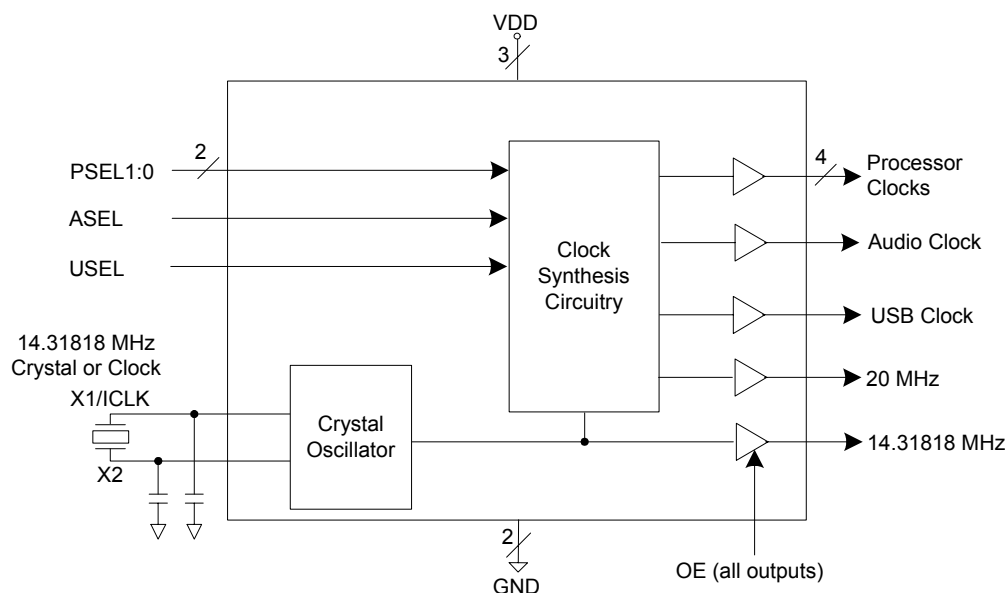 VDD
3
2
PSEL1:0
ASEL
USEL
14.31818 MHz
Crystal or Clock
X1/ICLK
X2
Crystal
Oscillator
Clock
Synthesis
Circuitry
4
Processor
Clocks
Audio Clock
USB Clock
20 MHz
14.31818 MHz
2
GND
OE (all outputs)